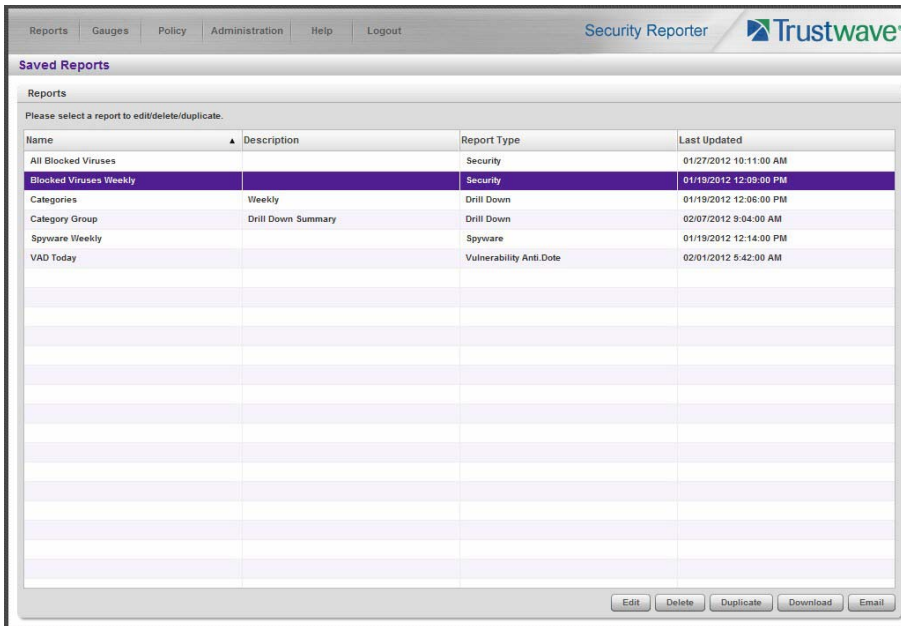 Reports Gauges Policy Administration Help Logout Security Reporter Trustwave
Saved Reports
Reports
Please select a report to edit/delete/duplicate.
Name ▲ Description Report Type Last Updated
All Blocked Viruses Security 01/27/2012 10:11:00 AM
Blocked Viruses Weekly Security 01/19/2012 12:09:00 PM
Categories Weekly Drill Down 01/19/2012 12:06:00 PM
Category Group Drill Down Summary Drill Down 02/07/2012 9:04:00 AM
Spyware Weekly Spyware 01/19/2012 12:14:00 PM
VAD Today Vulnerability Anti.Dote 02/01/2012 5:42:00 AM
Edit Delete Duplicate Download Email